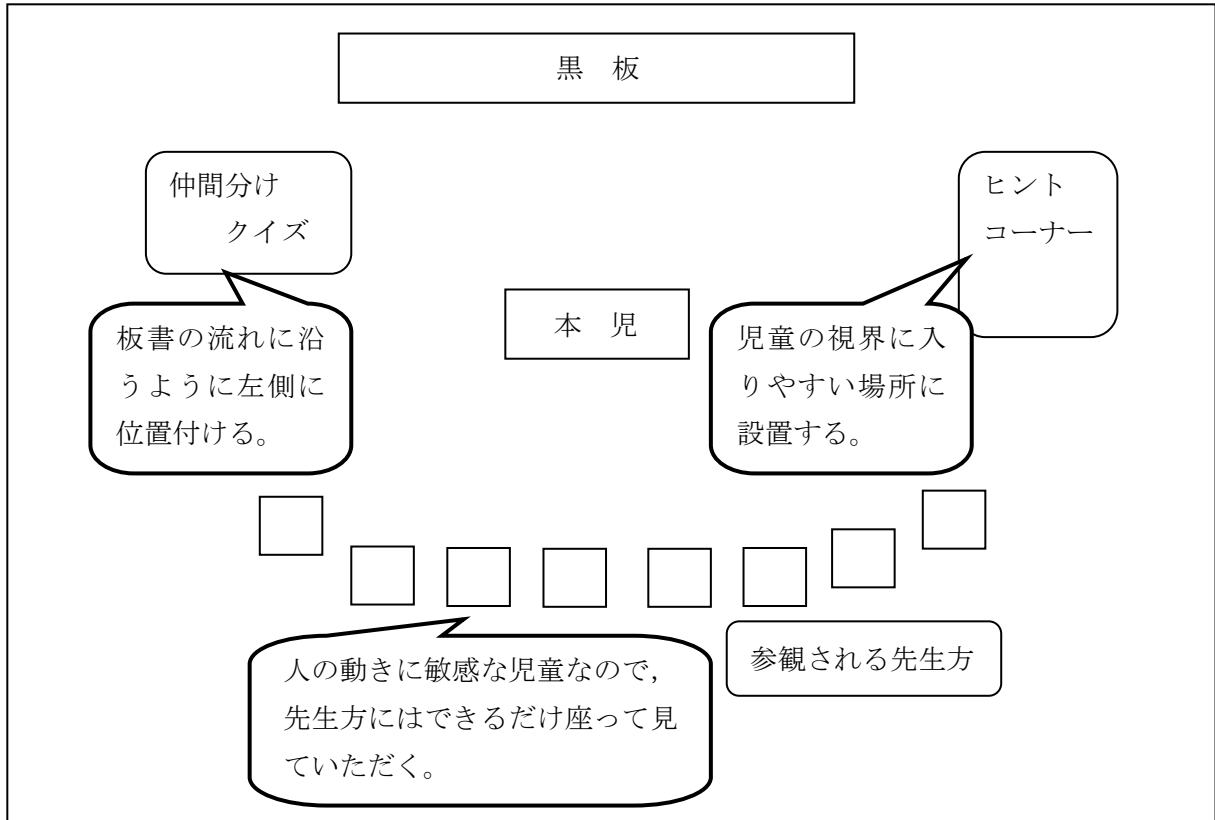 黒　板
仲間分け
クイズ
ヒント
コーナー
板書の流れに沿
うように左側に
位置付ける。
本　児
児童の視界に入
りやすい場所に
設置する。
人の動きに敏感な児童なので，
先生方にはできるだけ座って見
ていただく。
参観される先生方